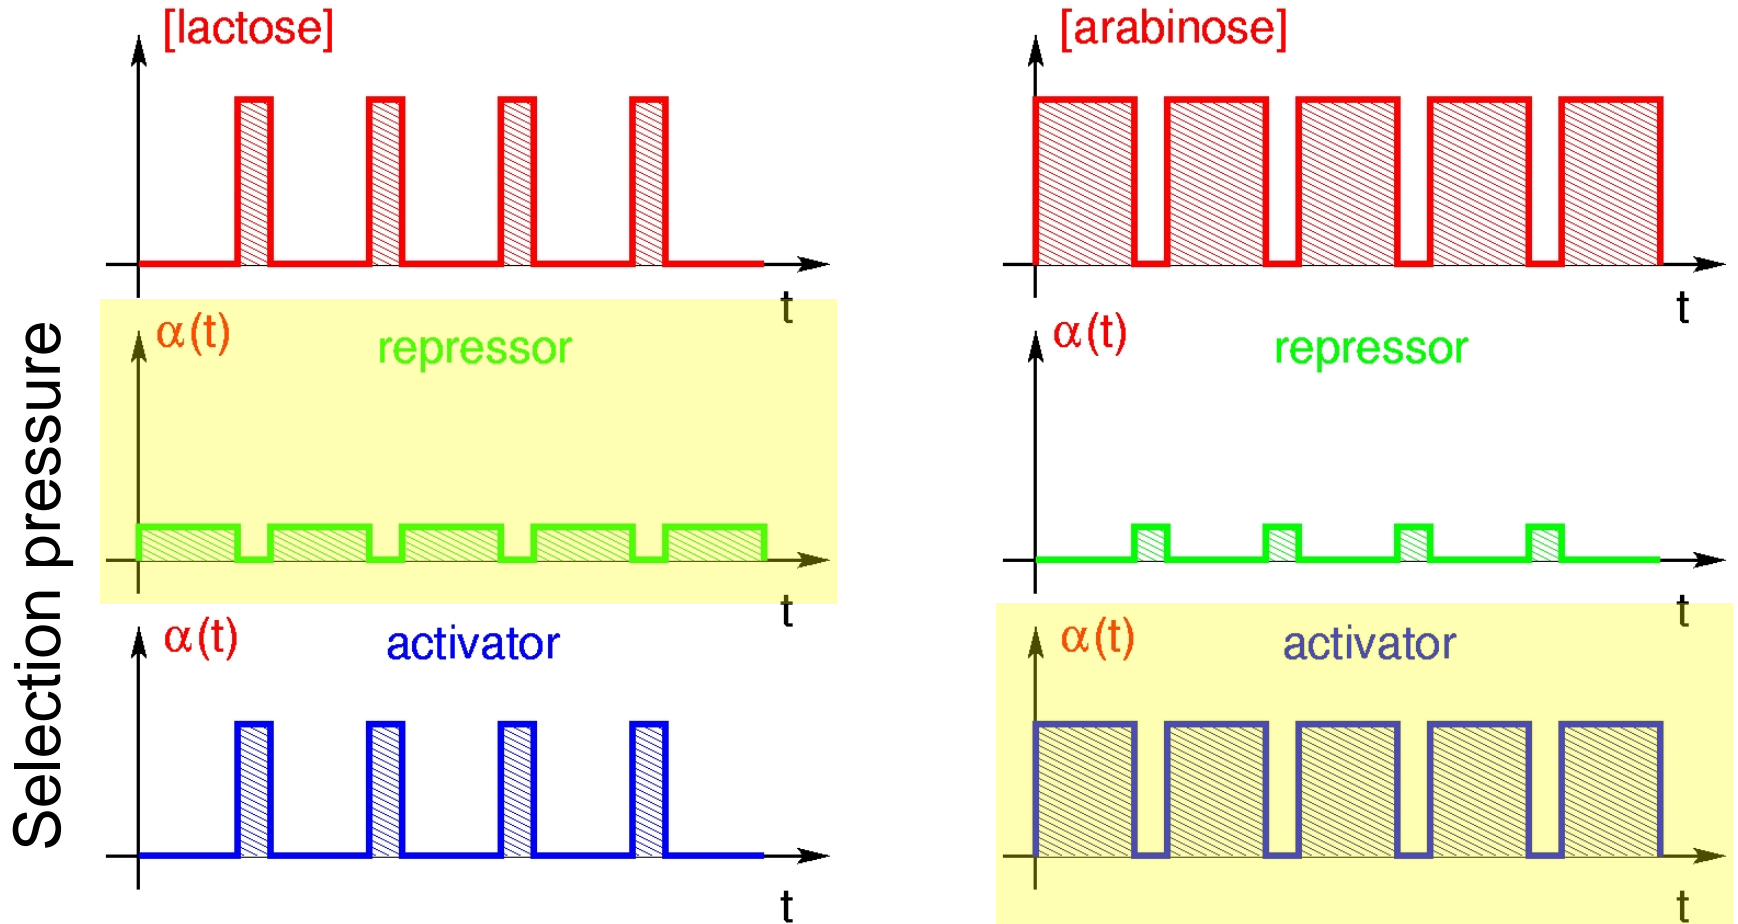 [lactose]
t
α(t)
repressor
t
α(t)
activator
t
[arabinose]
t
α(t)
repressor
t
α(t)
activator
t
Selection pressure